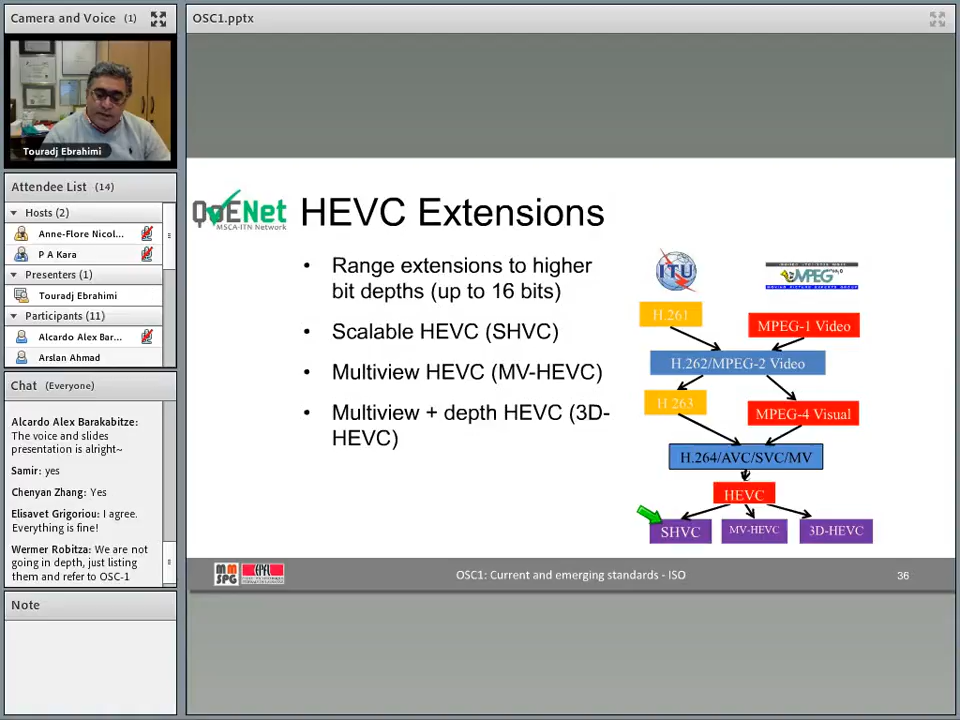 Camera and Voice (1)
Touradj Ebrahimi
Attendee List (14)
Hosts (2)
Anne-Flore Nicol...
P A Kara
Presenters (1)
Touradj Ebrahimi
Participants (11)
Alcardo Alex Bar...
Arslan Ahmad
Chat (Everyone)
Alcardo Alex Barakabitze:
The voice and slides
presentation is alright~
Samir: yes
Chenyan Zhang: Yes
Elisavet Grigoriou: I agree.
Everything is fine!
Wermer Robitza: We are not
going in depth, just listing
them and refer to OSC-1
Note
OSC1.pptx
QoENet
MSCA-ITN Network
HEVC Extensions
• Range extensions to higher
bit depths (up to 16 bits)
• Scalable HEVC (SHVC)
• Multiview HEVC (MV-HEVC)
• Multiview + depth HEVC (3D-
HEVC)
ITU
MPEG
H.261
MPEG-1 Video
H.262/MPEG-2 Video
H.263
MPEG-4 Visual
H.264/AVC/SVC/MV
HEVC
SHVC
MV-HEVC
3D-HEVC
MMSPG
EPFL
OSC1: Current and emerging standards - ISO
36